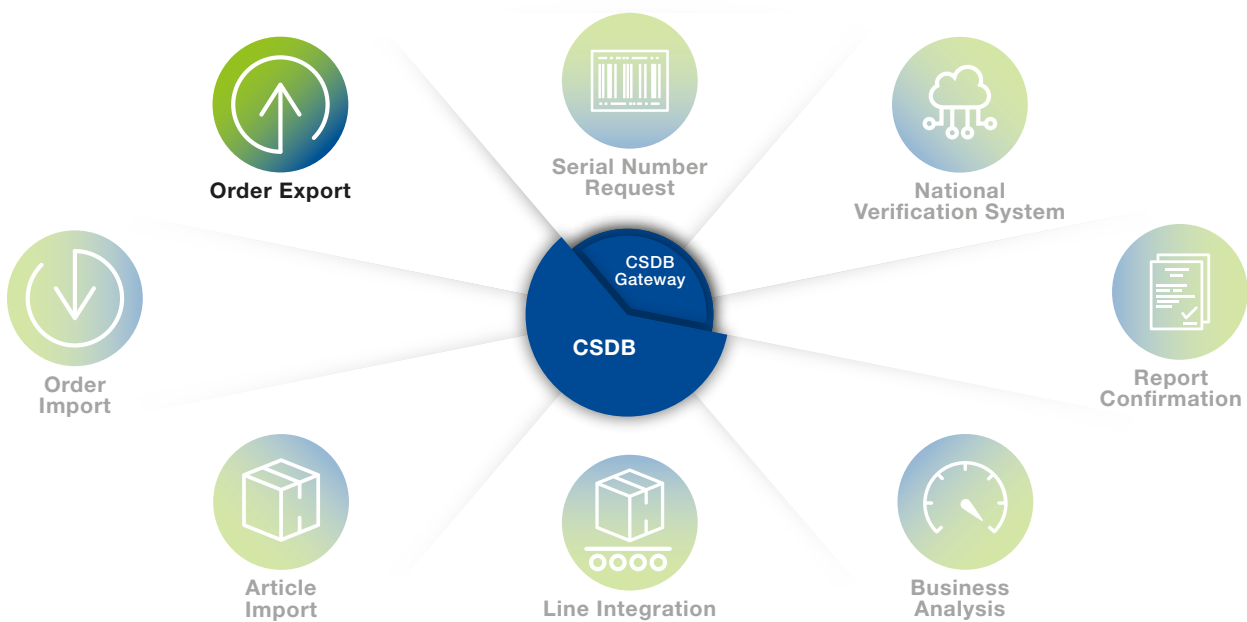 Serial Number
Request
Order Export
National
Verification System
CSDB
Gateway
CSDB
Order
Import
Report
Confirmation
Article
Import
Line Integration
Business
Analysis